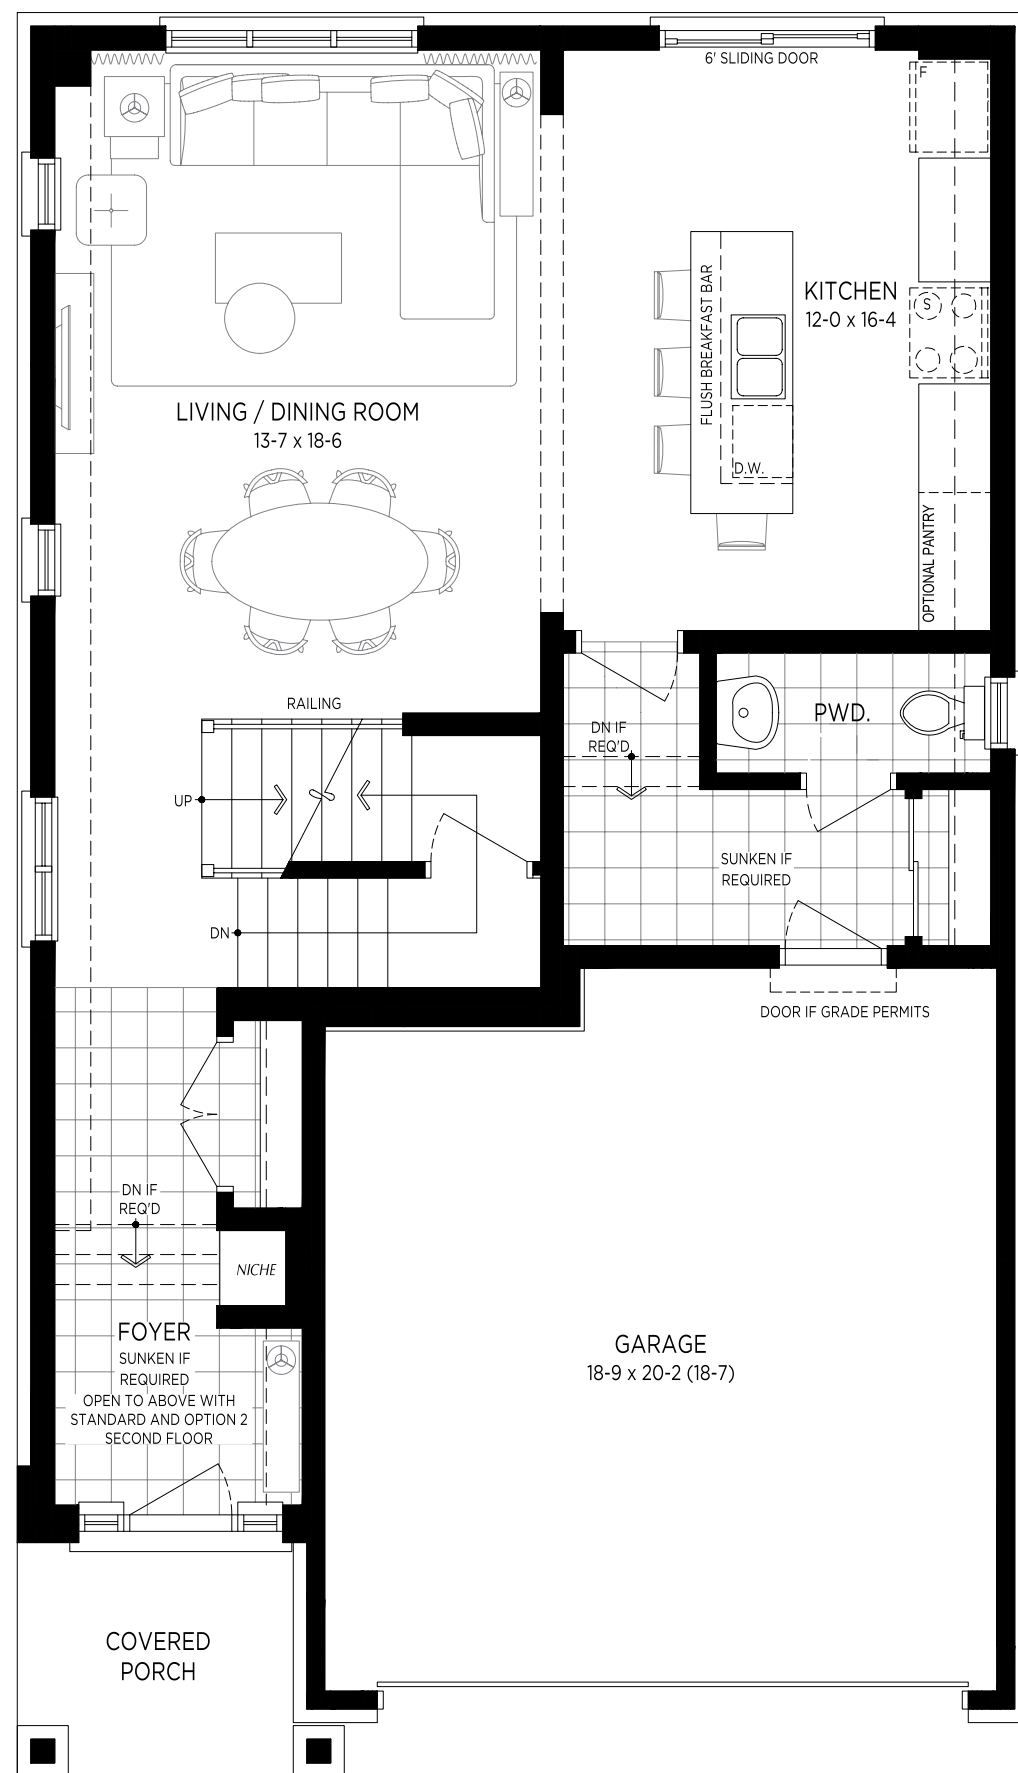 6' SLIDING DOOR
F
FLUSH BREAKFAST BAR
KITCHEN
12-0 x 16-4
S
LIVING / DINING ROOM
13-7 x 18-6
D.W.
OPTIONAL PANTRY
RAILING
DN IF
REQ'D
PWD.
UP
SUNKEN IF
REQUIRED
DN
DOOR IF GRADE PERMITS
DN IF
REQ'D
NICHE
FOYER
SUNKEN IF
REQUIRED
OPEN TO ABOVE WITH
STANDARD AND OPTION 2
SECOND FLOOR
GARAGE
18-9 x 20-2 (18-7)
COVERED
PORCH